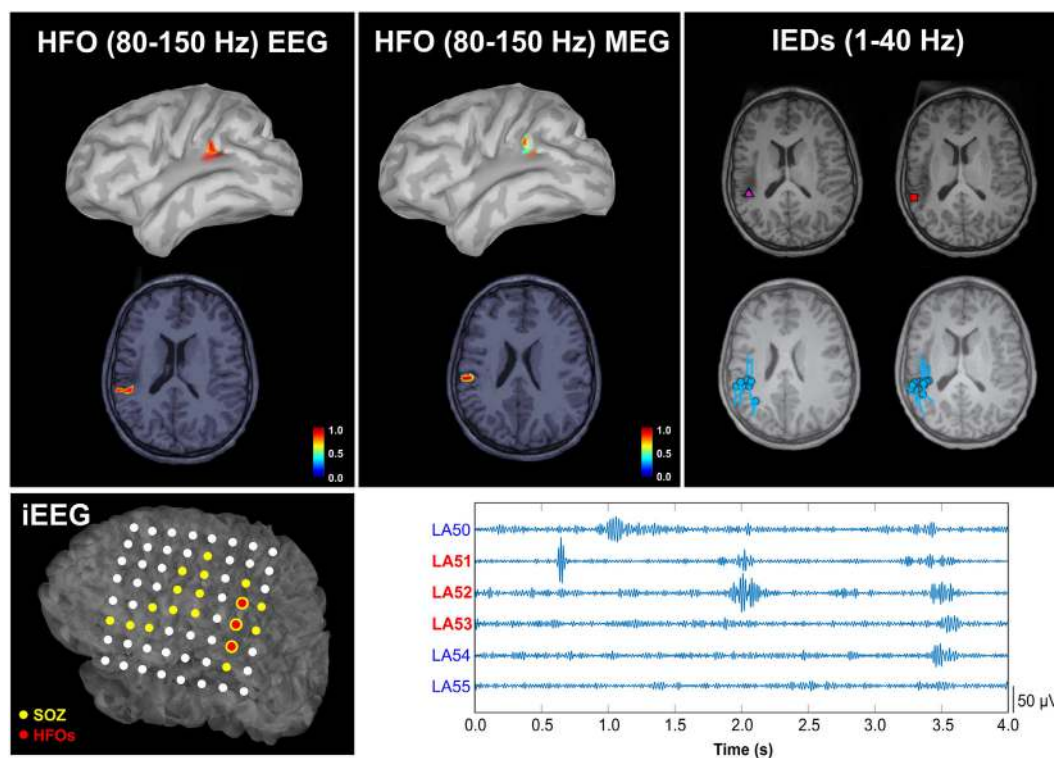 HFO (80-150 Hz) EEG
HFO (80-150 Hz) MEG
IEDs (1-40 Hz)
1.0
0.5
0.0
1.0
0.5
0.0
iEEG
SOZ
HFOs
LA50
LA51
LA52
LA53
LA54
LA55
50 µV
0.0 0.5 1.0 1.5 2.0 2.5 3.0 3.5 4.0
Time (s)